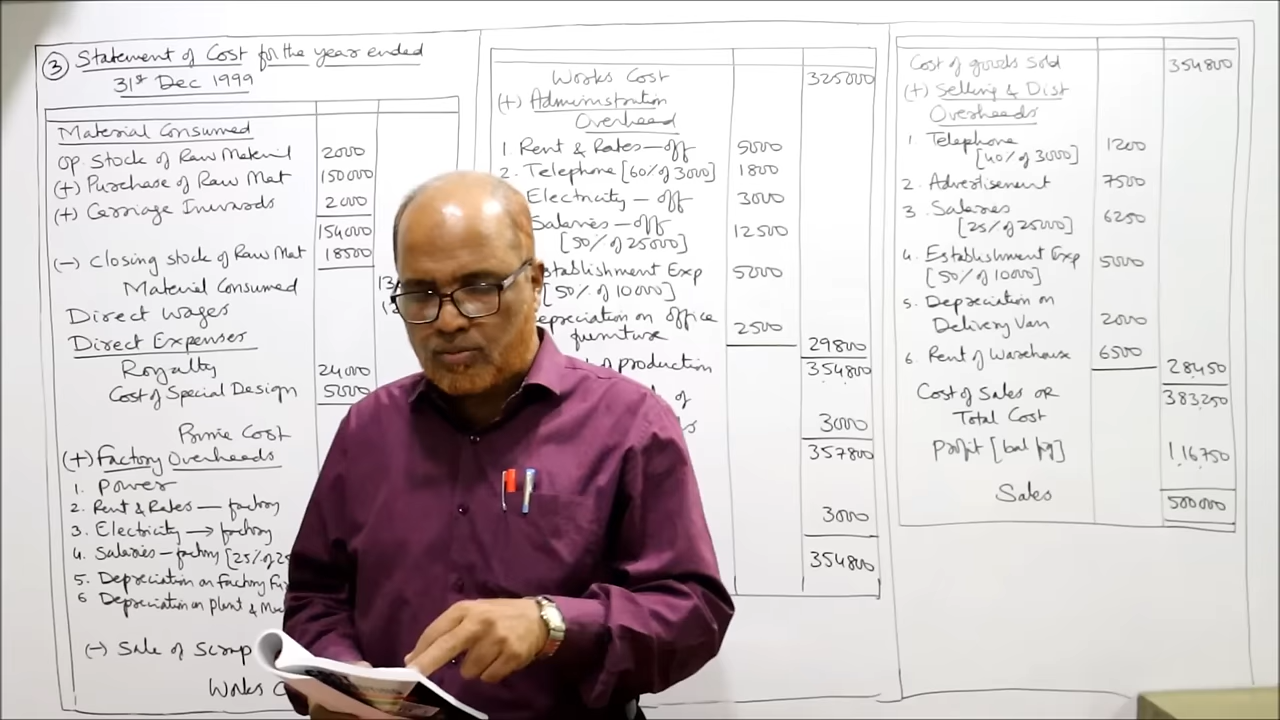 ③ Statement of Cost for the year ended
31st Dec 1999
Material Consumed
Op. Stock of Raw Material 2000
(+) Purchase of Raw Mat 150000
(+) Carriage Inwards 2000
154000
(-) Closing stock of Raw Mat 18500
Material Consumed
Direct Wages
Direct Expenses
Royalty 24000
Cost of Special Design 5000
Prime Cost
(+) Factory Overheads
1. Power
2. Rent & Rates — factory
3. Electricity → factory
4. Salaries — factory [25% of
5. Depreciation on Factory
6 Depreciation on Plant &
(-) Sale of Scrap
Works
Works Cost 325000
(+) Administration
Overhead
1 Rent & Rates — off 5000
2. Telephone [60% of 3000] 1800
Electricity — off 3000
Salaries — off
[50% of 25000] 12500
Establishment Exp 5000
[50% of 10000]
Depreciation on office
furniture 2500
29800
of production 354800
of
3000
357800
3000
354800
Cost of goods Sold 354800
(+) Selling & Dist
Overheads
1. Telephone
[40% of 3000] 1200
2. Advertisement 7500
3. Salaries
[25% of 25000] 6250
4. Establishment Exp
[50% of 10000] 5000
5. Depreciation on
Delivery Van 2000
6. Rent of Warehouse 6500
28450
Cost of Sales OR 383250
Total Cost
Profit [bal fig] 1,16,750
Sales 500000